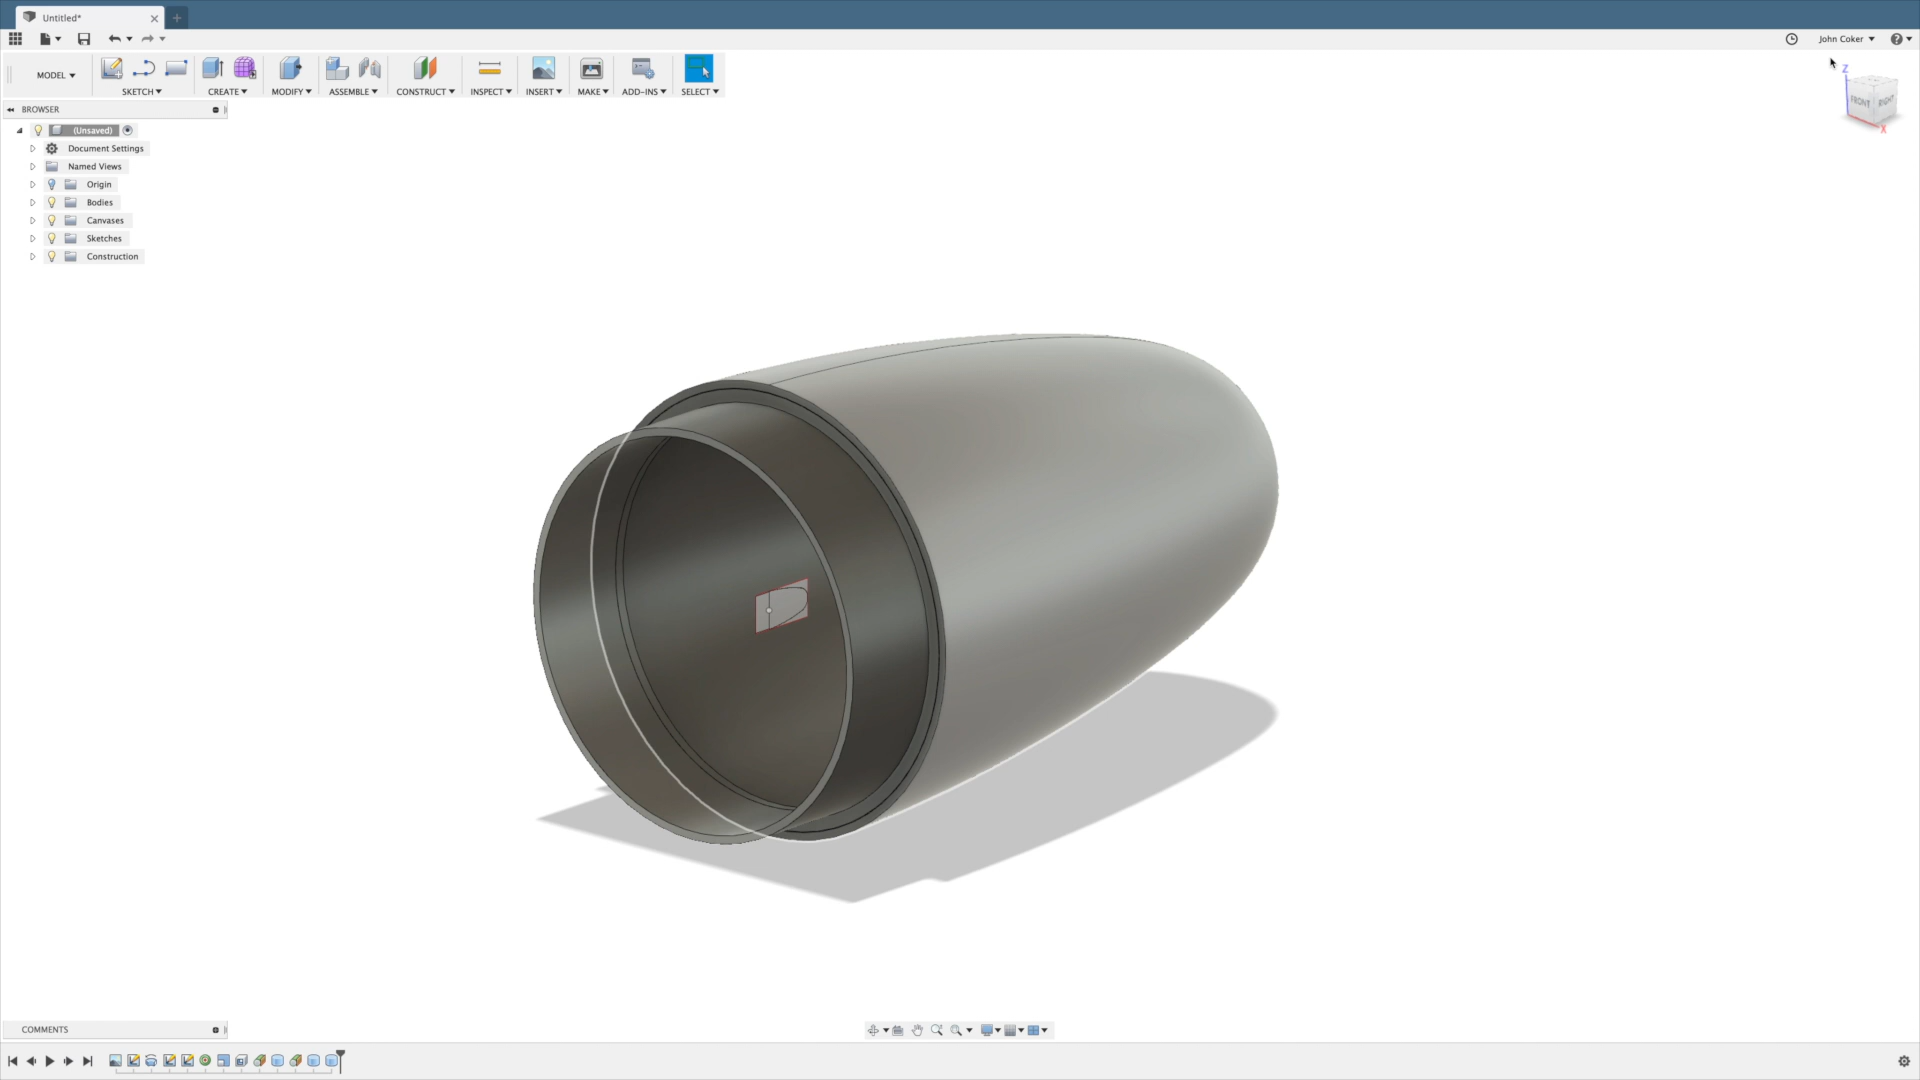 Untitled*
John Coker
MODEL
SKETCH
CREATE
MODIFY
ASSEMBLE
CONSTRUCT
INSPECT
INSERT
MAKE
ADD-INS
SELECT
Z
FRONT
RIGHT
X
BROWSER
(Unsaved)
Document Settings
Named Views
Origin
Bodies
Canvases
Sketches
Construction
COMMENTS